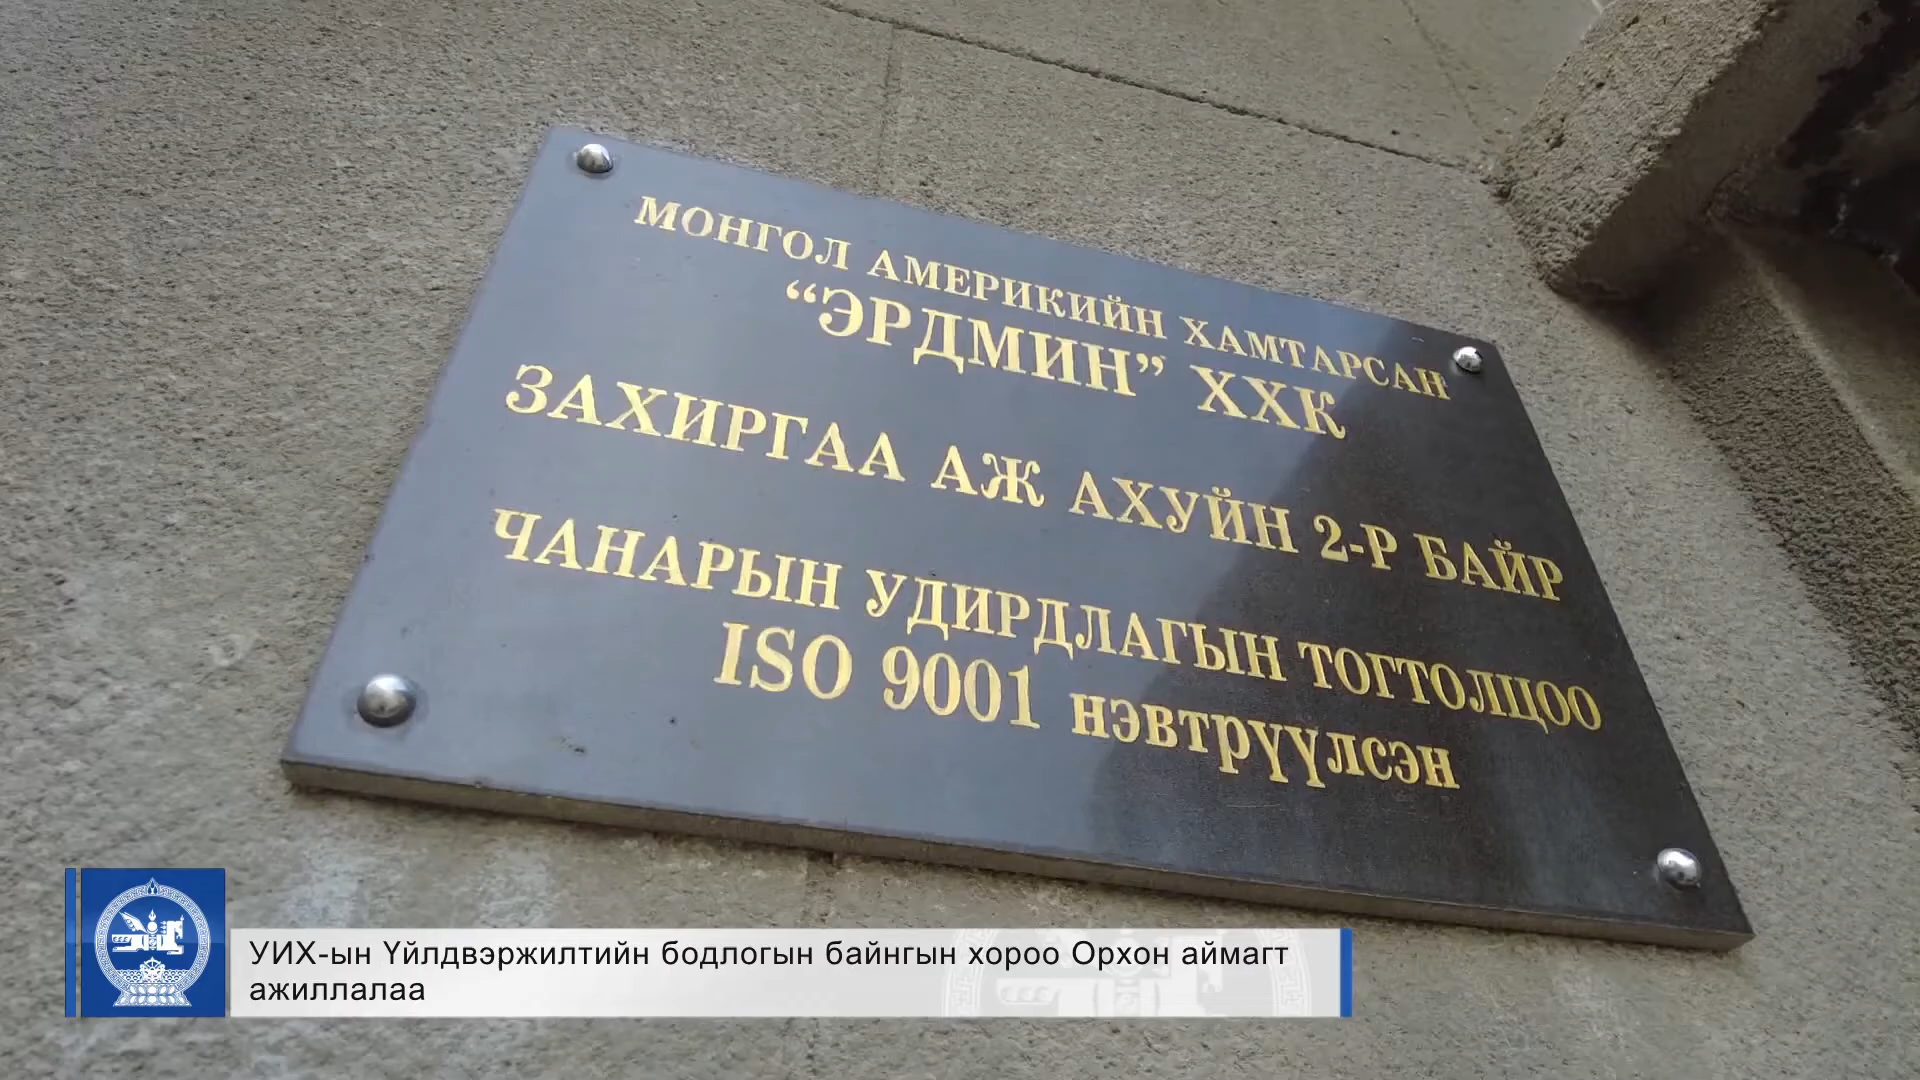 МОНГОЛ АМЕРИКИЙН ХАМТАРСАН
“ЭРДМИН” ХХК
ЗАХИРГАА АЖ АХУЙН 2-Р БАЙР
ЧАНАРЫН УДИРДЛАГЫН ТОГТОЛЦОО
ISO 9001 нэвтрүүлсэн
УИХ-ын Үйлдвэржилтийн бодлогын байнгын хороо Орхон аймагт
ажиллалаа